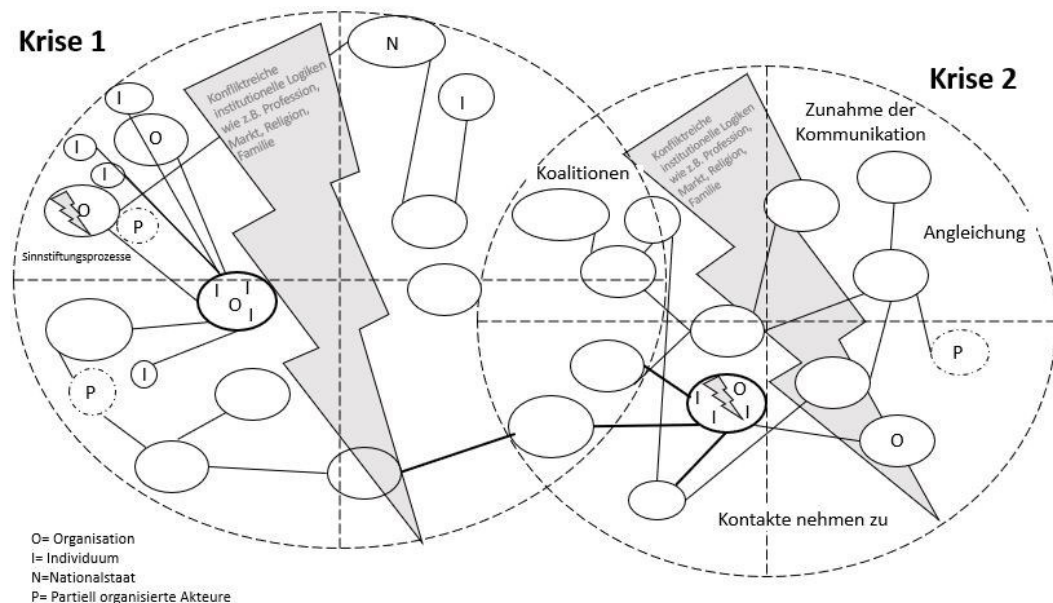 Krise 1
Konfliktreiche
institutionelle Logiken
wie z.B. Profession,
Markt, Religion,
Familie
N
I
I
O
I
I
O
P
Sinnstiftungsprozesse
I
I
O
I
I
P
Krise 2
Zunahme der
Kommunikation
Konfliktreiche
institutionelle Logiken
wie z.B. Profession,
Markt, Religion,
Familie
Koalitionen
Angleichung
P
O
I
I
I
O
Kontakte nehmen zu
O= Organisation
I= Individuum
N=Nationalstaat
P= Partiell organisierte Akteure